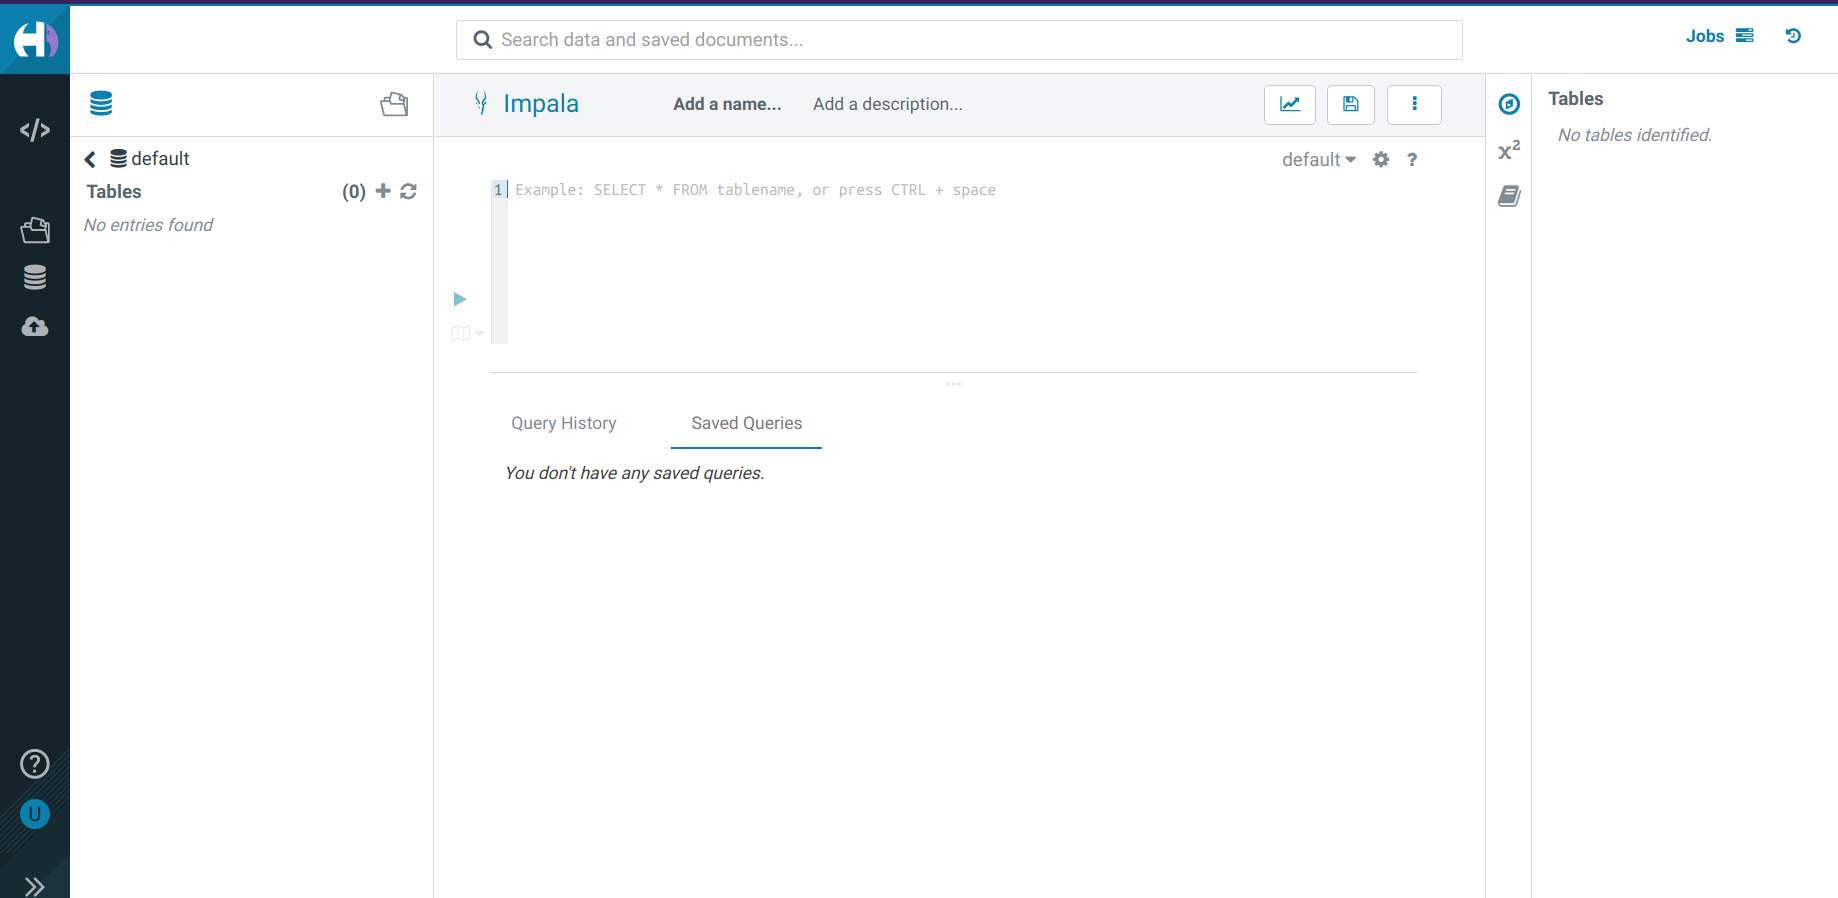 Search data and saved documents...
Jobs
Impala
Add a name...
Add a description...
Tables
No tables identified.
default
Tables (0)
No entries found
default
?
x²
1 Example: SELECT * FROM tablename, or press CTRL + space
Query History
Saved Queries
You don't have any saved queries.
?
U